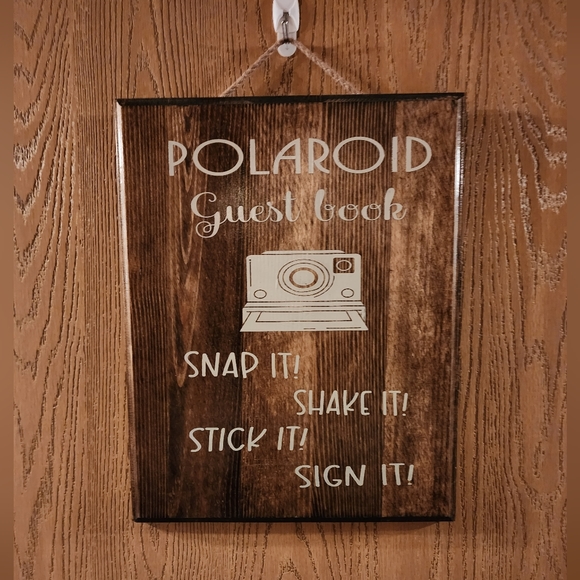 POLAROID
Guest book
SNAP IT!
SHAKE IT!
STICK IT!
SIGN IT!